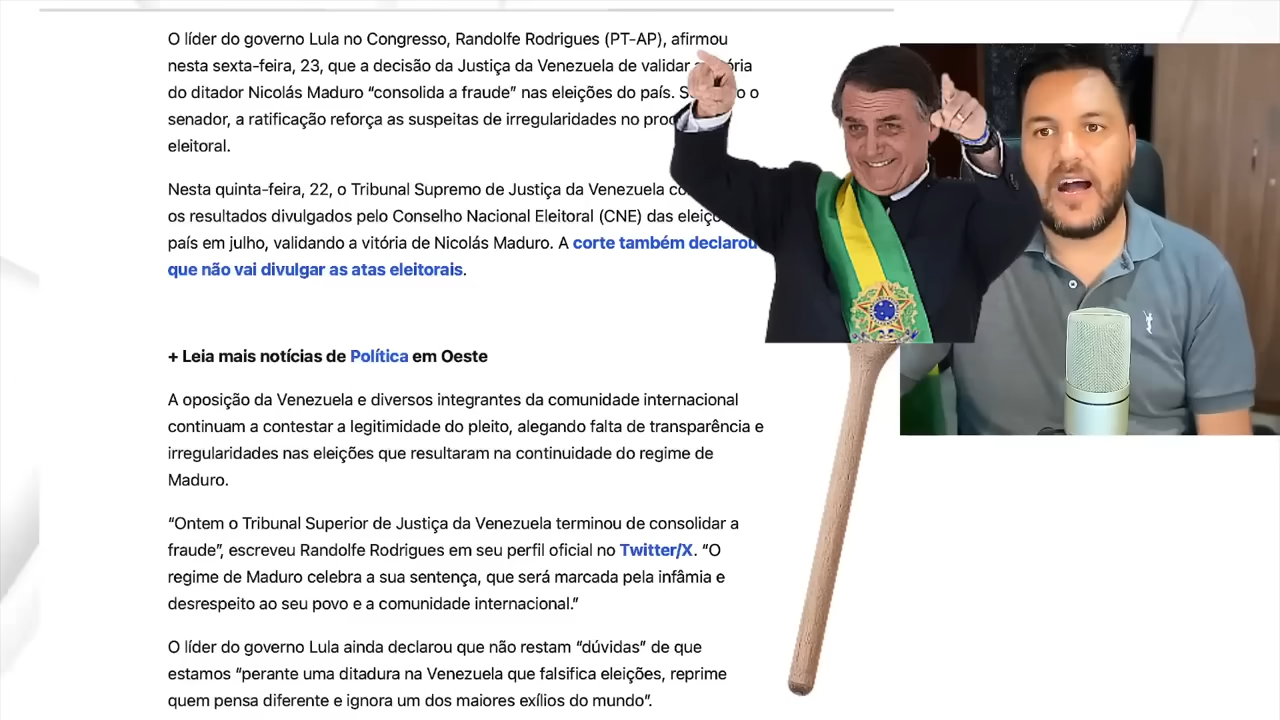 O líder do governo Lula no Congresso, Randolfe Rodrigues (PT-AP), afirmou
nesta sexta-feira, 23, que a decisão da Justiça da Venezuela de validar
do ditador Nicolás Maduro “consolida a fraude” nas eleições do país. o
senador, a ratificação reforça as suspeitas de irregularidades no
eleitoral.
Nesta quinta-feira, 22, o Tribunal Supremo de Justiça da Venezuela
os resultados divulgados pelo Conselho Nacional Eleitoral (CNE) das
país em julho, validando a vitória de Nicolás Maduro. A corte também declarou
que não vai divulgar as atas eleitorais.
+ Leia mais notícias de Política em Oeste
A oposição da Venezuela e diversos integrantes da comunidade internacional
continuam a contestar a legitimidade do pleito, alegando falta de transparência e
irregularidades nas eleições que resultaram na continuidade do regime de
Maduro.
“Ontem o Tribunal Superior de Justiça da Venezuela terminou de consolidar a
fraude”, escreveu Randolfe Rodrigues em seu perfil oficial no Twitter/X. “O
regime de Maduro celebra a sua sentença, que será marcada pela infâmia e
desrespeito ao seu povo e a comunidade internacional.”
O líder do governo Lula ainda declarou que não restam “dúvidas” de que
estamos “perante uma ditadura na Venezuela que falsifica eleições, reprime
quem pensa diferente e ignora um dos maiores exílios do mundo”.